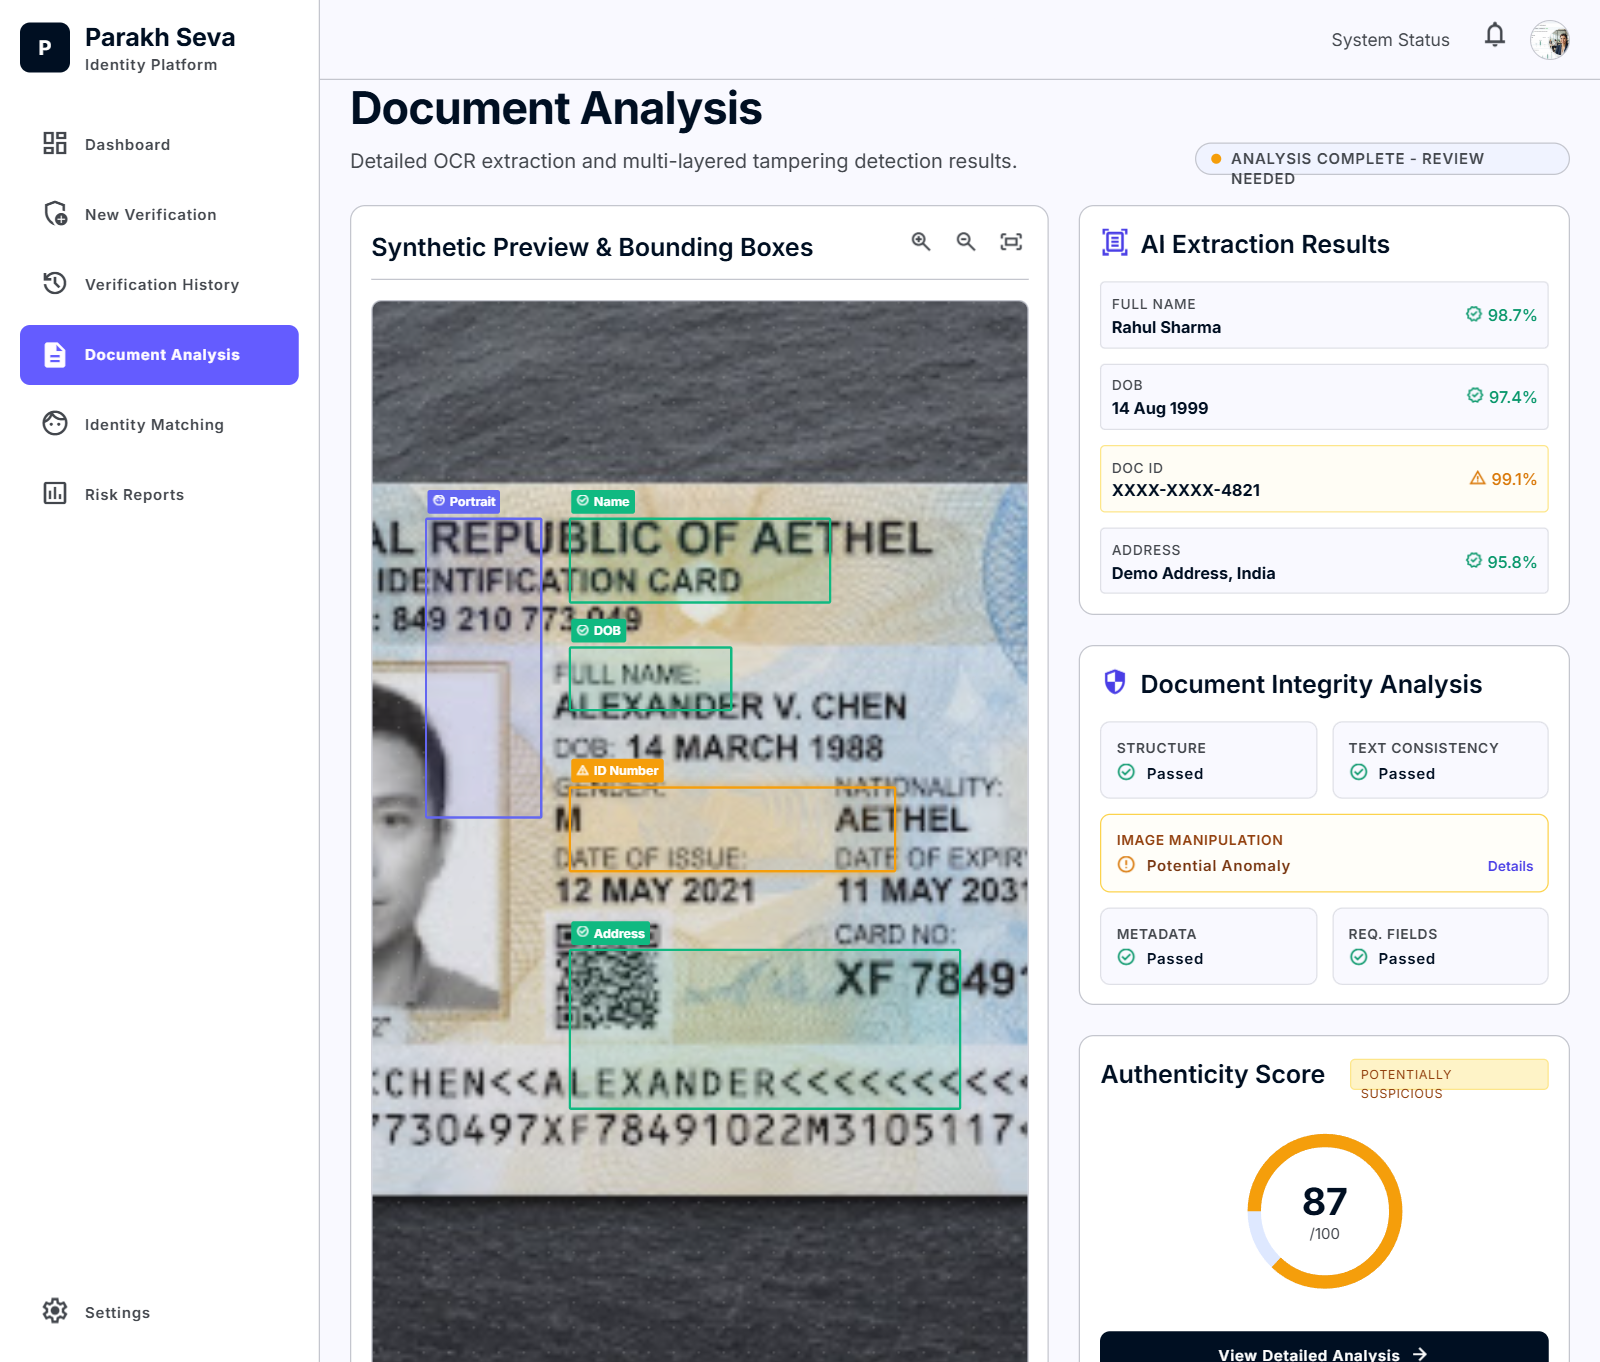 P
Parakh Seva
Identity Platform
Dashboard
New Verification
Verification History
Document Analysis
Identity Matching
Risk Reports
Settings
System Status
Document Analysis
Detailed OCR extraction and multi-layered tampering detection results.
ANALYSIS COMPLETE - REVIEW
NEEDED
Synthetic Preview & Bounding Boxes
Portrait
Name
AL REPUBLIC OF AETHEL
IDENTIFICATION CARD
: 849 210 773 949
DOB
FULL NAME:
ALEXANDER V. CHEN
DOB: 14 MARCH 1988
ID Number
GENDER:
NATIONALITY:
M
AETHEL
DATE OF ISSUE:
DATE OF EXPIR
12 MAY 2021
11 MAY 2031
Address
CARD NO:
XF 78491
CHEN<<ALEXANDER<<<<<<<<<
7730497XF78491022M3105117<
AI Extraction Results
FULL NAME
Rahul Sharma
98.7%
DOB
14 Aug 1999
97.4%
DOC ID
XXXX-XXXX-4821
99.1%
ADDRESS
Demo Address, India
95.8%
Document Integrity Analysis
STRUCTURE
Passed
TEXT CONSISTENCY
Passed
IMAGE MANIPULATION
Potential Anomaly
Details
METADATA
Passed
REQ. FIELDS
Passed
Authenticity Score
POTENTIALLY
SUSPICIOUS
87
/100
View Detailed Analysis